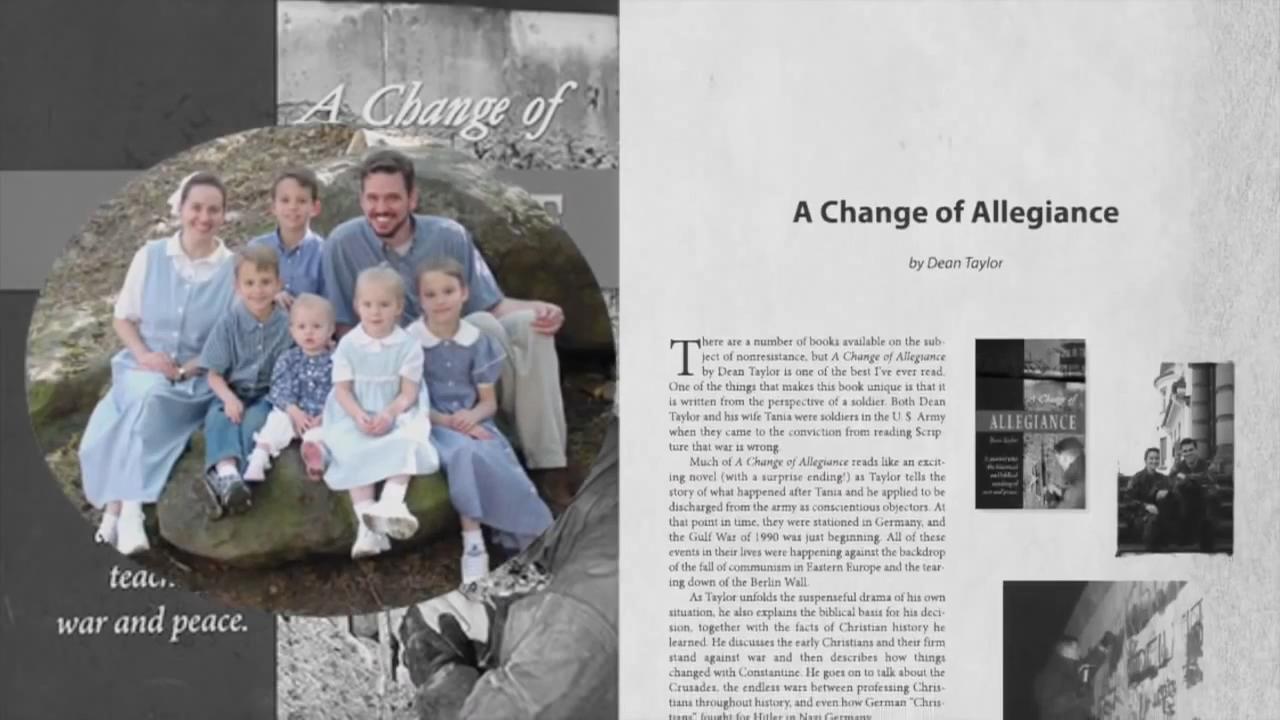 A Change of
teac
war and peace.
A Change of Allegiance
by Dean Taylor
There are a number of books available on the sub-
ject of nonresistance, but A Change of Allegiance
by Dean Taylor is one of the best I've ever read.
One of the things that makes this book unique is that it
is written from the perspective of a soldier. Both Dean
Taylor and his wife Tania were soldiers in the U. S. Army
when they came to the conviction from reading Scrip-
ture that war is wrong.
Much of A Change of Allegiance reads like an excit-
ing novel (with a surprise ending!) as Taylor tells the
story of what happened after Tania and he applied to be
discharged from the army as conscientious objectors. At
that point in time, they were stationed in Germany, and
the Gulf War of 1990 was just beginning. All of these
events in their lives were happening against the backdrop
of the fall of communism in Eastern Europe and the tear-
ing down of the Berlin Wall.
As Taylor unfolds the suspenseful drama of his own
situation, he also explains the biblical basis for his deci-
sion, together with the facts of Christian history he
learned. He discusses the early Christians and their firm
stand against war and then describes how things
changed with Constantine. He goes on to talk about the
Crusades, the endless wars between professing Chris-
tians throughout history, and even how German "Chris-
tians" fought for Hitler in Nazi Germany
A Change of
ALLEGIANCE
Dean Taylor